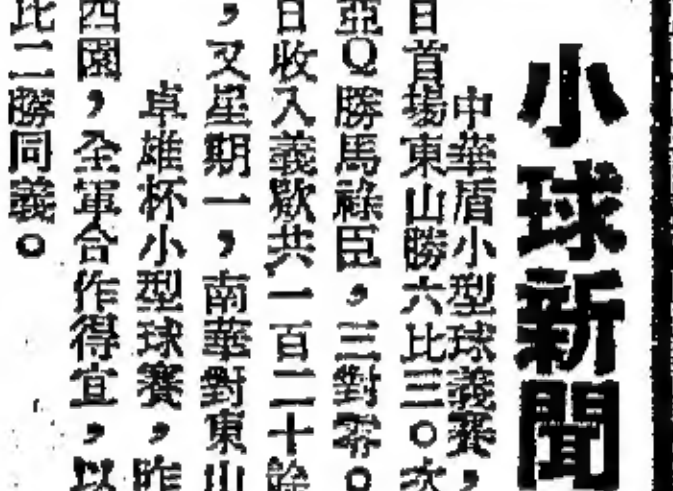 小球新聞
中華盾小型球義賽，
日首場東山勝六比三。次
亞Q勝馬祿臣，三對零。
日收入義欵共一百二十餘
，又星期一，南華對東山
卓雄杯小型球賽，昨
西園，全軍合作得宜，以
比二勝同義。